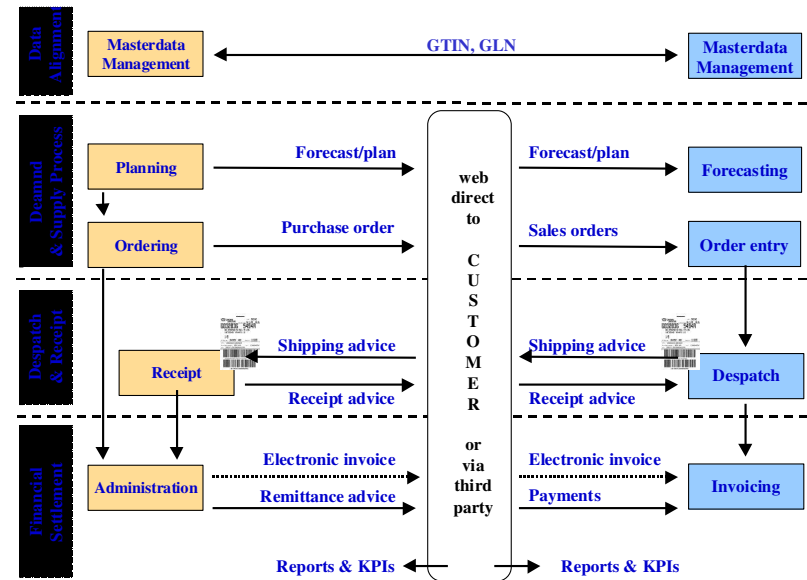 Data
Alignment
Masterdata
Management
GTIN, GLN
Masterdata
Management
Deamnd
& Supply Process
Planning
Forecast/plan
Forecast/plan
Forecasting
Ordering
Purchase order
Sales orders
Order entry
web
direct
to
C
U
S
T
O
M
E
R
or
via
third
party
Despatch
& Receipt
Receipt
Shipping advice
Receipt advice
Shipping advice
Receipt advice
Despatch
Financial
Settlement
Administration
Electronic invoice
Remittance advice
Electronic invoice
Payments
Invoicing
Reports & KPIs
Reports & KPIs